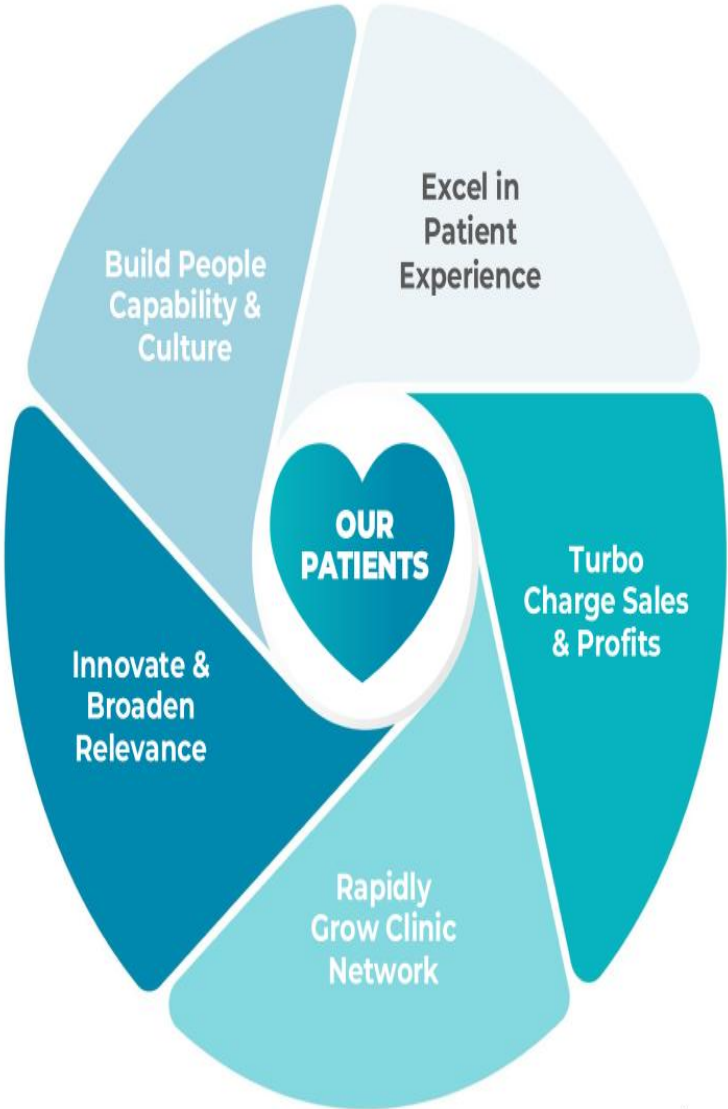 Excel in
Patient
Experience
Turbo
Charge Sales
& Profits
Rapidly
Grow Clinic
Network
Innovate &
Broaden
Relevance
Build People
Capability &
Culture
OUR
PATIENTS